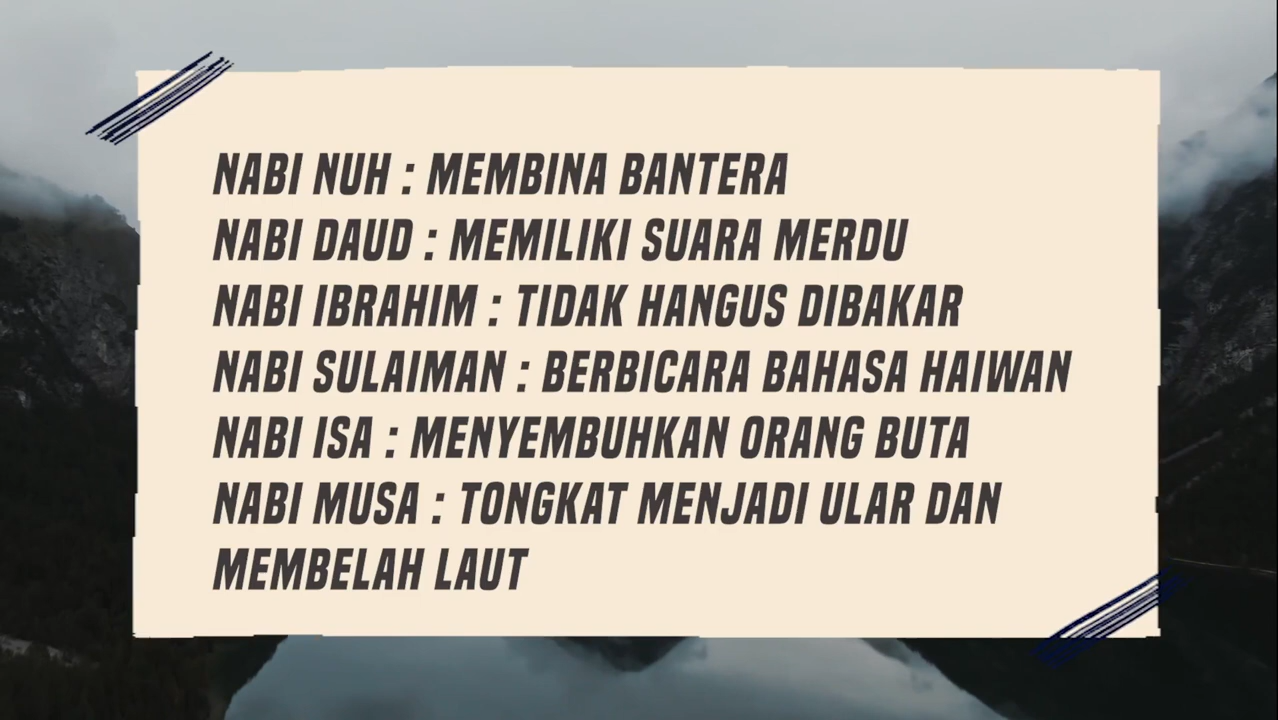 NABI NUH : MEMBINA BANTERA
NABI DAUD : MEMILIKI SUARA MERDU
NABI IBRAHIM : TIDAK HANGUS DIBAKAR
NABI SULAIMAN : BERBICARA BAHASA HAIWAN
NABI ISA : MENYEMBUHKAN ORANG BUTA
NABI MUSA : TONGKAT MENJADI ULAR DAN
MEMBELAH LAUT